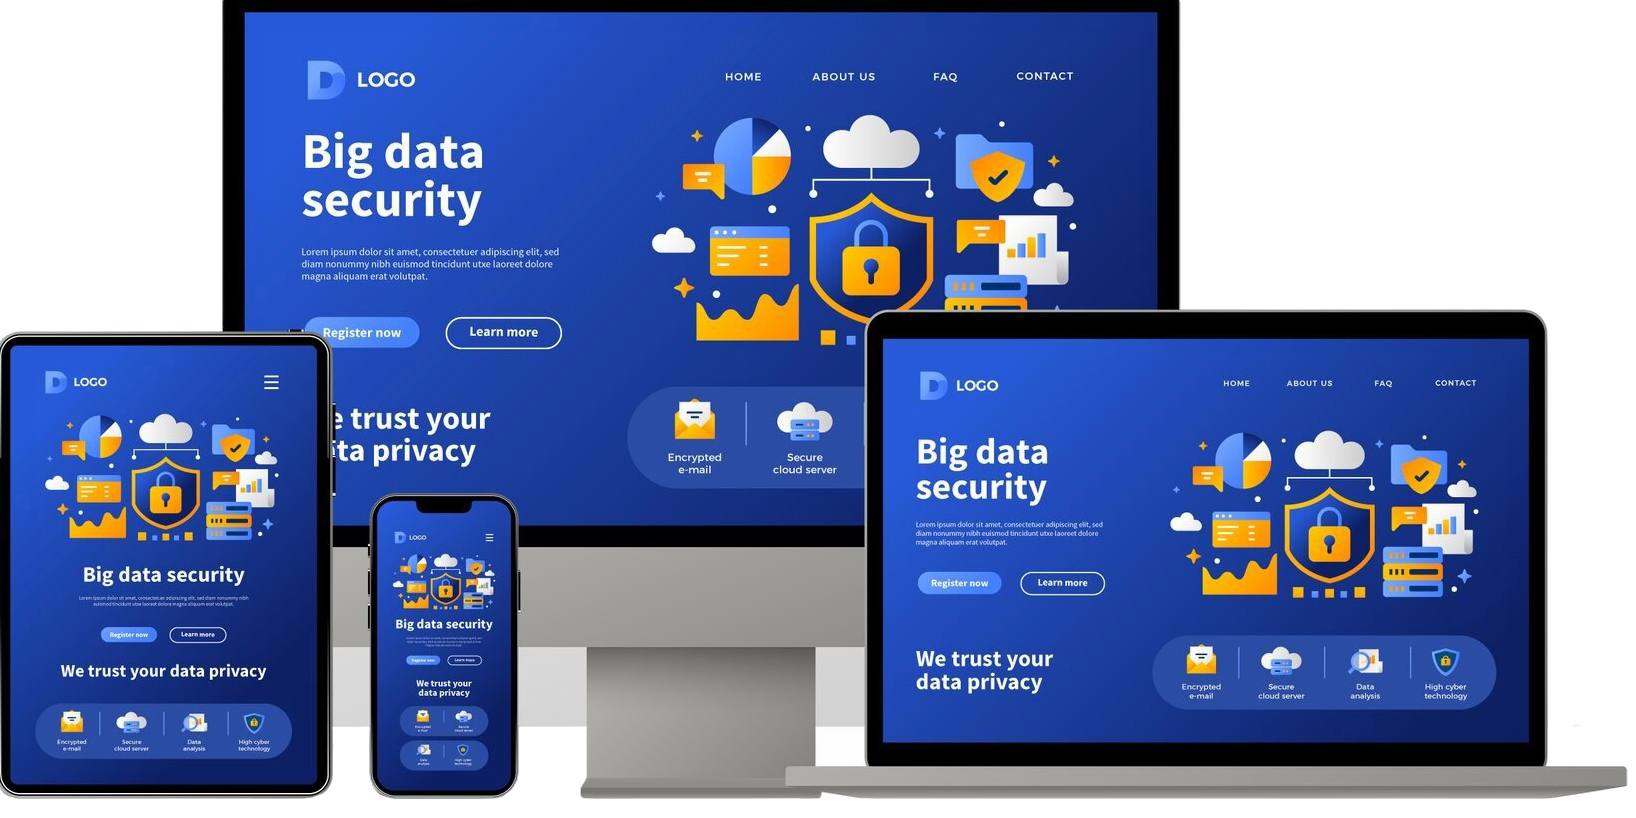 LOGO
HOME ABOUT US FAQ CONTACT
Big data
security
Lorem ipsum dolor sit amet, consectetuer adipiscing elit, sed
diam nonummy nibh euismod tincidunt utxe laoreet dolore
magna aliquam erat volutpat.
Register now Learn more
e trust your
ta privacy
Encrypted
e-mail
Secure
cloud server
LOGO
Big data security
Lorem ipsum dolor sit amet, consectetuer adipiscing elit, sed diam nonummy nibh
euismod tincidunt utxe laoreet dolore magna aliquam erat volutpat.
Register now Learn more
We trust your data privacy
Encrypted
e-mail
Secure
cloud server
Data
analysis
High cyber
technology
LOGO
Big data security
Register now Learn more
We trust your
data privacy
Encrypted
e-mail
Secure
cloud server
Data
analysis
High cyber
technology
LOGO
HOME ABOUT US FAQ CONTACT
Big data
security
Lorem ipsum dolor sit amet, consectetuer adipiscing elit, sed
diam nonummy nibh euismod tincidunt utxe laoreet dolore
magna aliquam erat volutpat.
Register now Learn more
We trust your
data privacy
Encrypted
e-mail
Secure
cloud server
Data
analysis
High cyber
technology